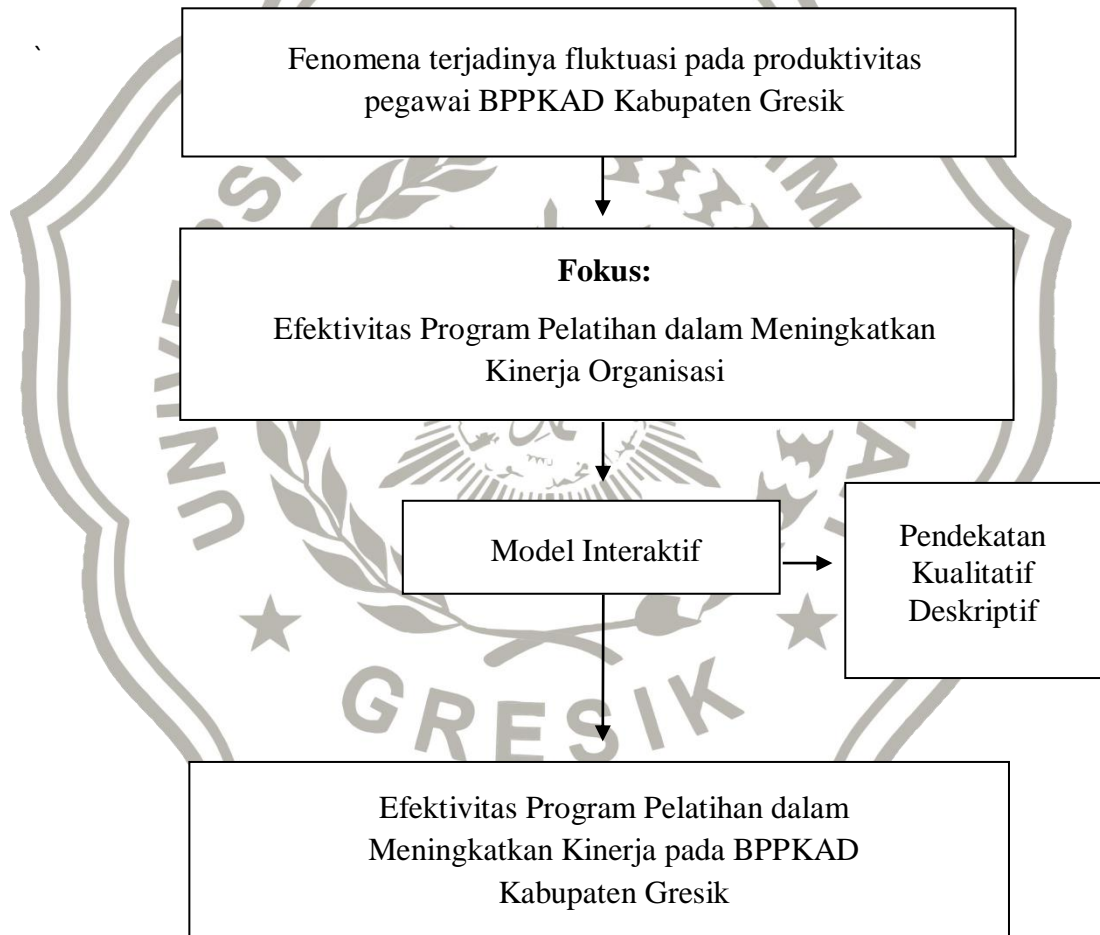 `
Fenomena terjadinya fluktuasi pada produktivitas
pegawai BPPKAD Kabupaten Gresik
Fokus:
Efektivitas Program Pelatihan dalam Meningkatkan
Kinerja Organisasi
Model Interaktif
Pendekatan
Kualitatif
Deskriptif
Efektivitas Program Pelatihan dalam
Meningkatkan Kinerja pada BPPKAD
Kabupaten Gresik
GRESIK